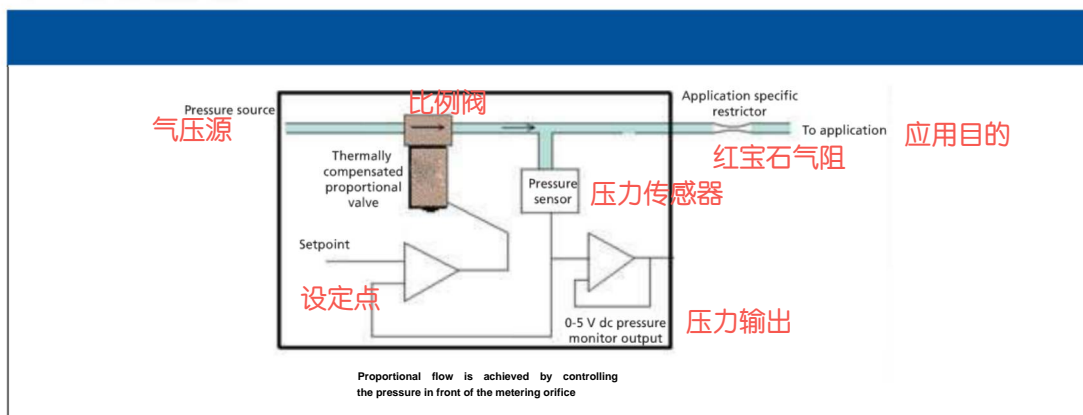 比例阀
Pressure source
气压源
Application specific
restrictor
To application
应用目的
红宝石气阻
Thermally
compensated
proportional
valve
Pressure
sensor
压力传感器
Setpoint
设定点
0-5 V dc pressure
monitor output
压力输出
Proportional flow is achieved by controlling
the pressure in front of the metering orifice